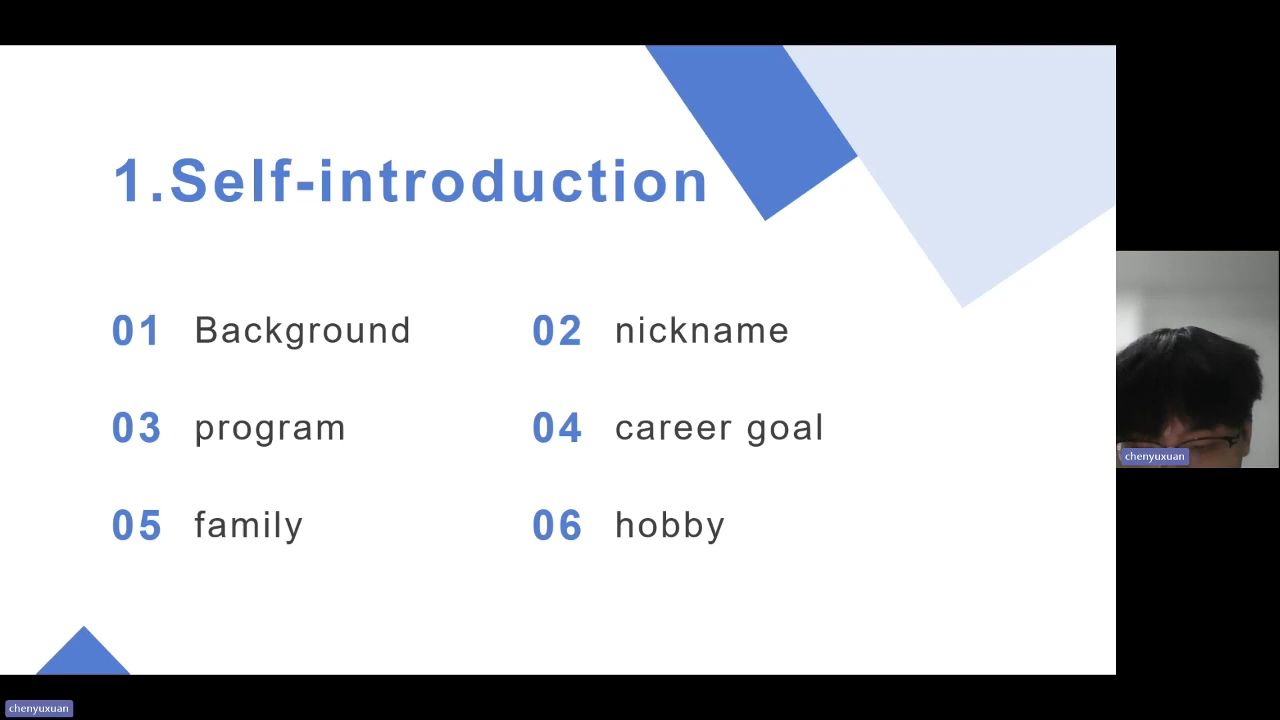 1.Self-introduction
01 Background
02 nickname
03 program
04 career goal
05 family
06 hobby
chenyuxuan
chenyuxuan